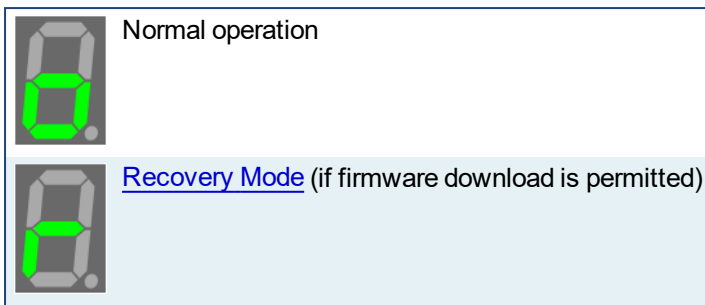 o
Normal operation
r
Recovery Mode (if firmware download is permitted)